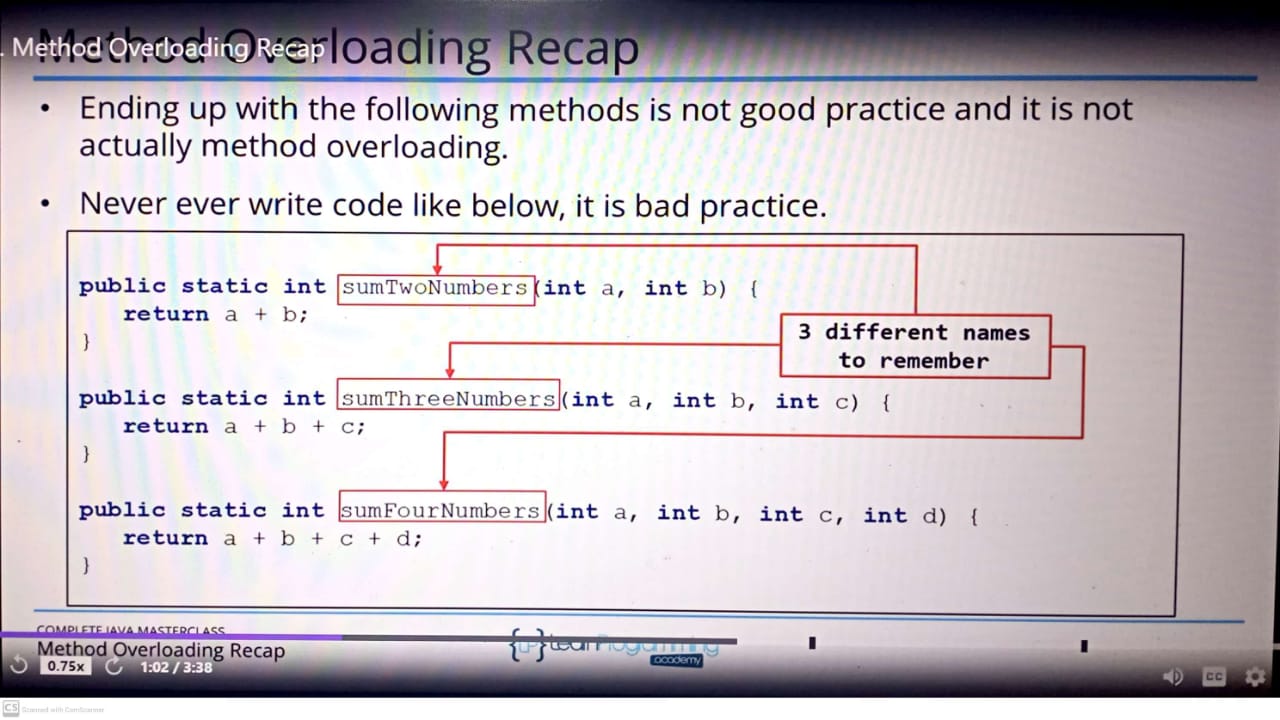 . Method Overloading Recap
Method Overloading Recap
• Ending up with the following methods is not good practice and it is not
actually method overloading.
• Never ever write code like below, it is bad practice.
public static int sumTwoNumbers(int a, int b) {
return a + b;
}
3 different names
to remember
public static int sumThreeNumbers(int a, int b, int c) {
return a + b + c;
}
public static int sumFourNumbers(int a, int b, int c, int d) {
return a + b + c + d;
}
COMPLETE JAVA MASTERCLASS
Method Overloading Recap
{LP} Learn Programming
academy
0.75x 1:02 / 3:38
CC
CS Scanned with CamScanner